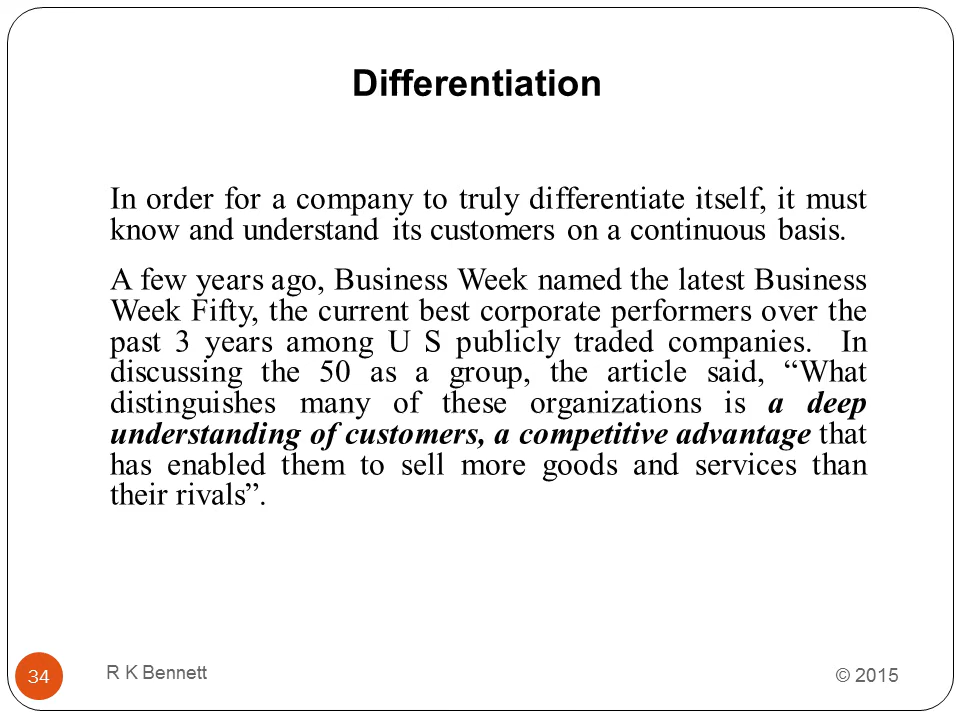 Differentiation
In order for a company to truly differentiate itself, it must
know and understand its customers on a continuous basis.
A few years ago, Business Week named the latest Business
Week Fifty, the current best corporate performers over the
past 3 years among U S publicly traded companies.  In
discussing the 50 as a group, the article said, “What
distinguishes many of these organizations is a deep
understanding of customers, a competitive advantage that
has enabled them to sell more goods and services than
their rivals”.
34
R K Bennett
© 2015